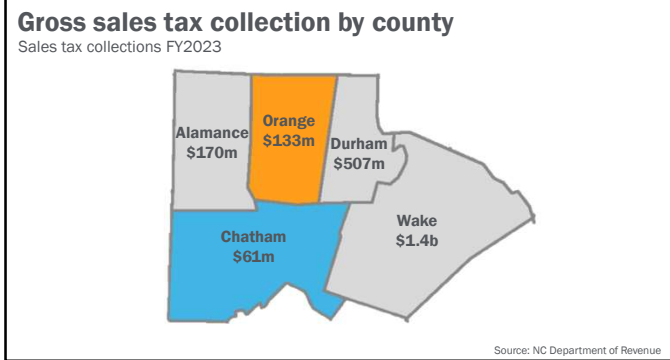 Gross sales tax collection by county
Sales tax collections FY2023
Alamance
$170m
Orange
$133m
Durham
$507m
Wake
$1.4b
Chatham
$61m
Source: NC Department of Revenue